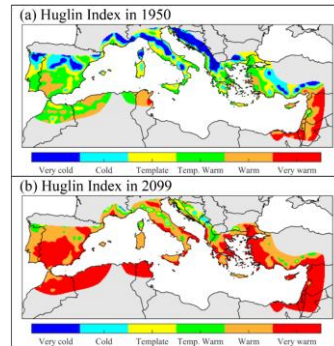 (a) Huglin Index in 1950
Very cold Cold Template Temp. Warm Warm Very warm
(b) Huglin Index in 2099
Very cold Cold Template Temp. Warm Warm Very warm